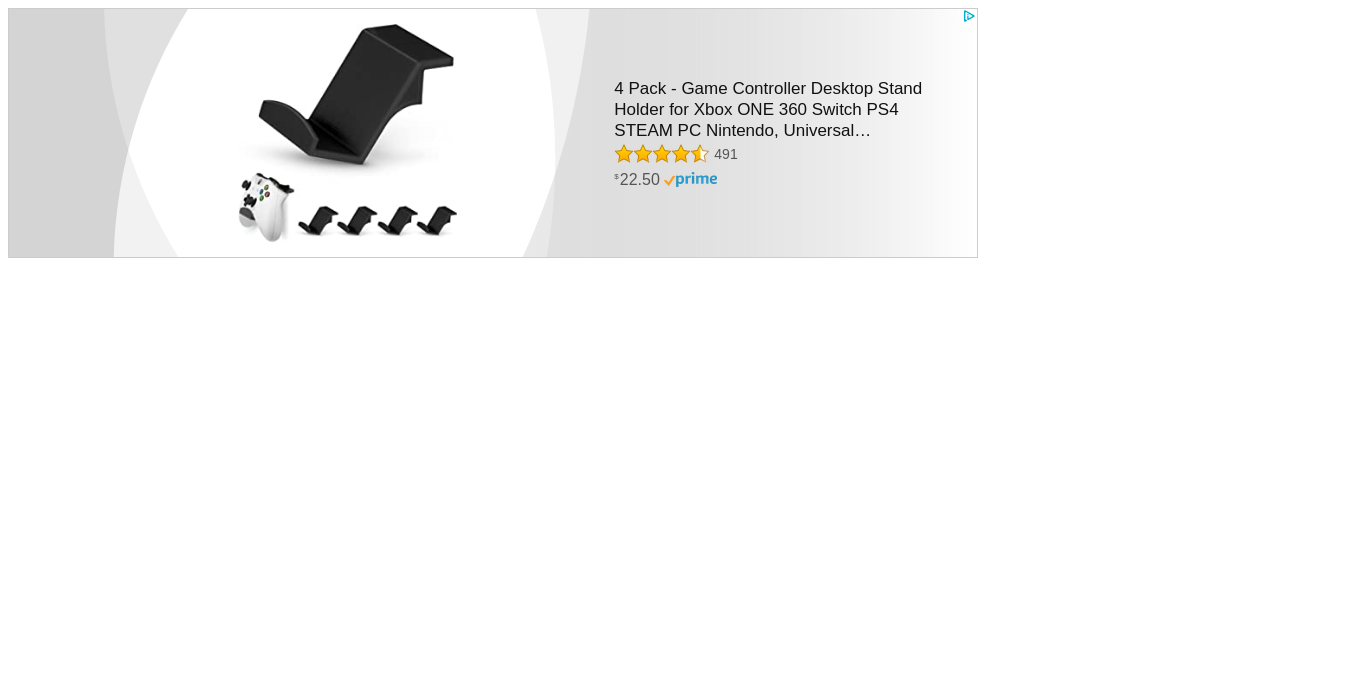 4 Pack - Game Controller Desktop Stand
Holder for Xbox ONE 360 Switch PS4
STEAM PC Nintendo, Universal…
491
$22.50 prime